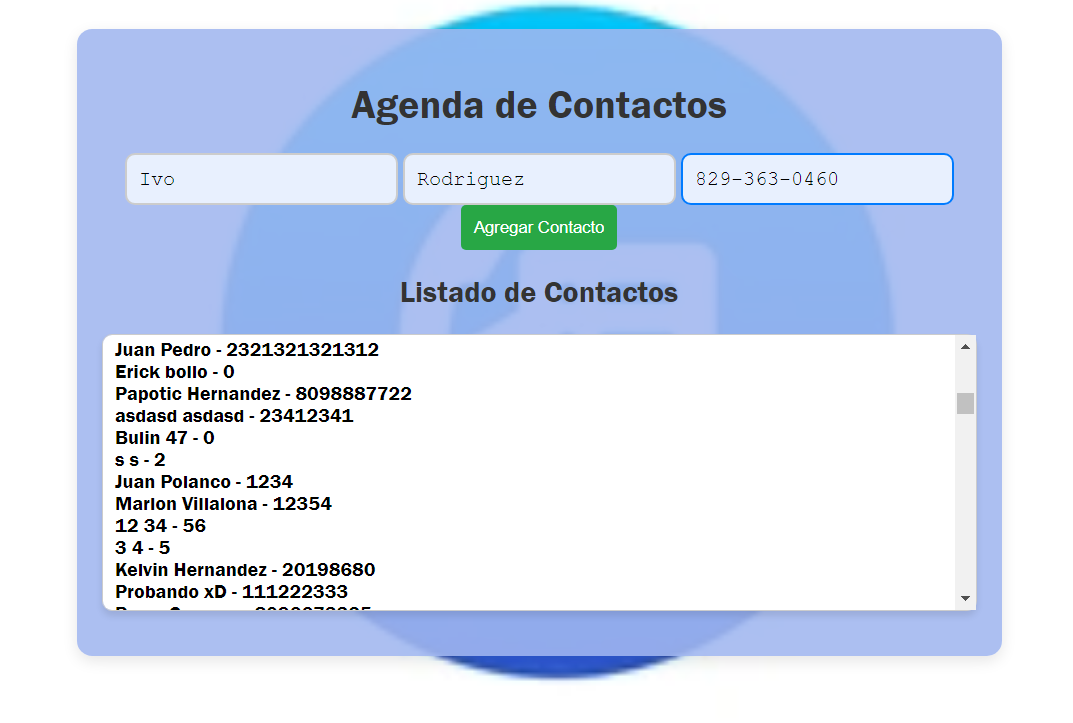 Agenda de Contactos
Ivo Rodriguez 829-363-0460
Agregar Contacto
Listado de Contactos
Juan Pedro - 2321321321312
Erick bollo - 0
Papotic Hernandez - 8098887722
asdasd asdasd - 23412341
Bulin 47 - 0
s s - 2
Juan Polanco - 1234
Marlon Villalona - 12354
12 34 - 56
3 4 - 5
Kelvin Hernandez - 20198680
Probando xD - 111222333